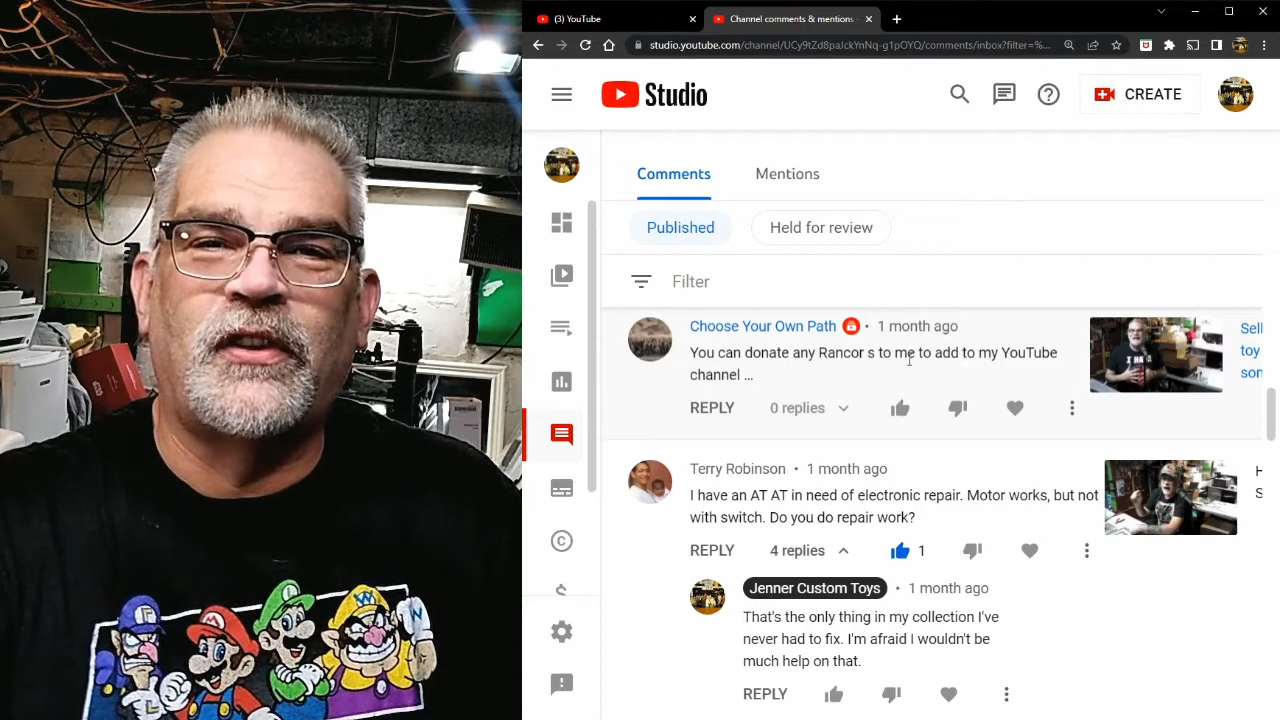 (3) YouTube
Channel comments & mentions
studio.youtube.com/channel/UCy9tZd8paJckYnNq-g1pOYQ/comments/inbox?filter=%...
Studio
CREATE
Comments Mentions
Published Held for review
Filter
Choose Your Own Path • 1 month ago
You can donate any Rancor s to me to add to my YouTube
channel ...
REPLY 0 replies
Sell
toy
son
Terry Robinson • 1 month ago
I have an AT AT in need of electronic repair. Motor works, but not
with switch. Do you do repair work?
REPLY 4 replies 1
H
S
Jenner Custom Toys • 1 month ago
That's the only thing in my collection I've
never had to fix. I'm afraid I wouldn't be
much help on that.
REPLY